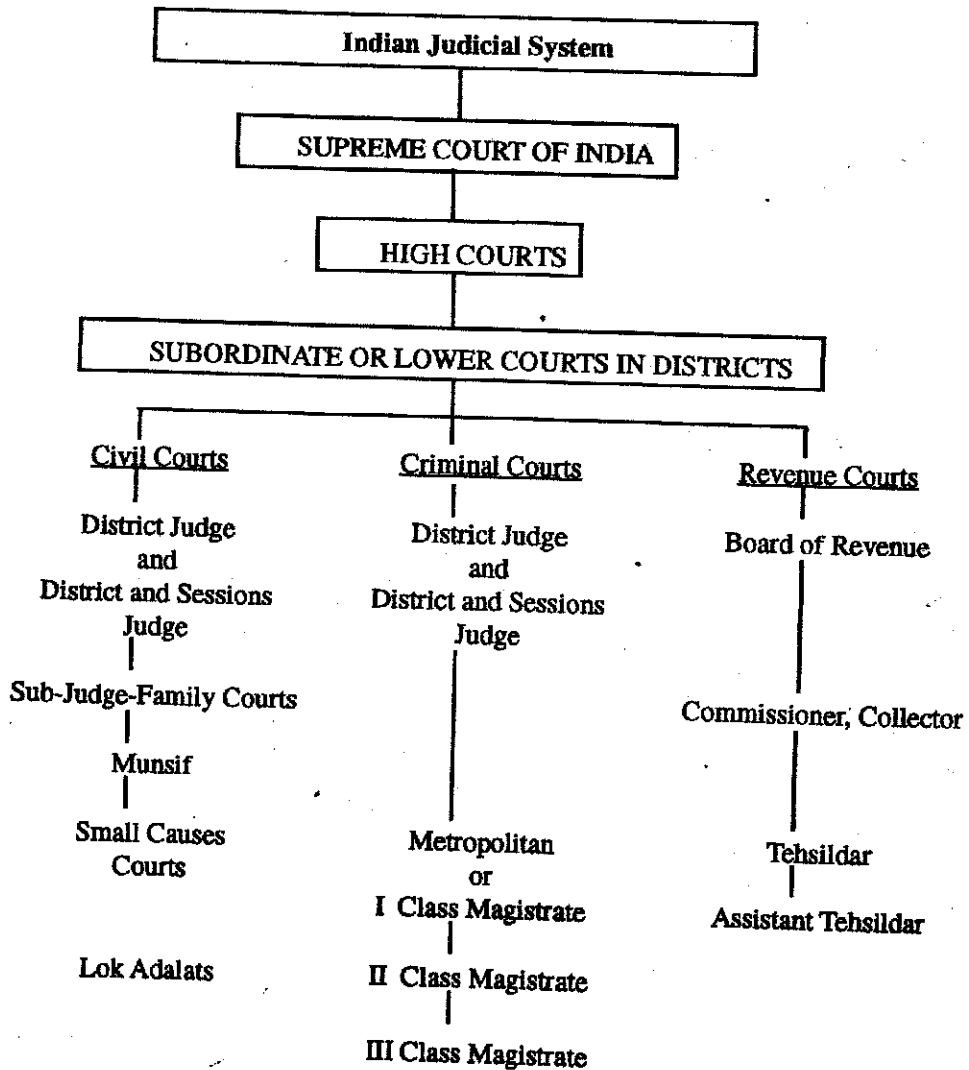 Indian Judicial System
SUPREME COURT OF INDIA
HIGH COURTS
SUBORDINATE OR LOWER COURTS IN DISTRICTS
Civil Courts
District Judge
and
District and Sessions
Judge
Sub-Judge-Family Courts
Munsif
Small Causes
Courts
Lok Adalats
Criminal Courts
District Judge
and
District and Sessions
Judge
Metropolitan
or
I Class Magistrate
II Class Magistrate
III Class Magistrate
Revenue Courts
Board of Revenue
Commissioner, Collector
Tehsildar
Assistant Tehsildar